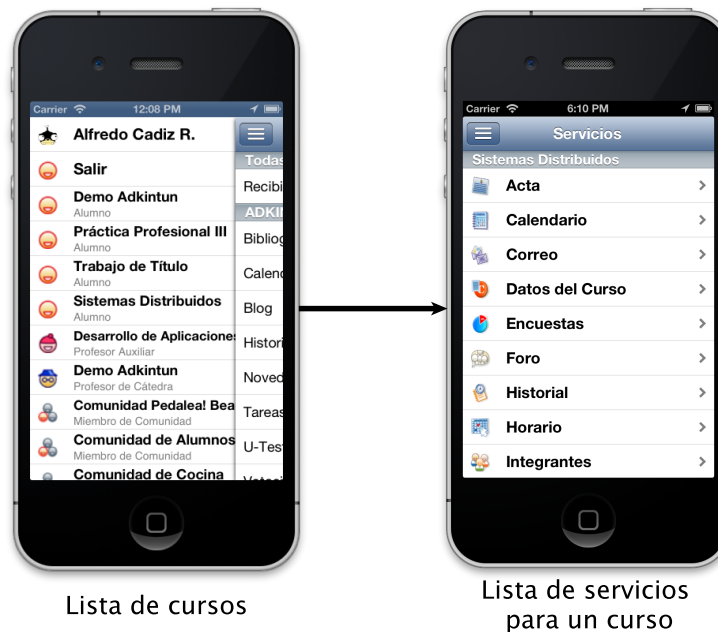 Carrier 12:08 PM
Alfredo Cadiz R.
Salir
Demo Adkintun
Alumno
Práctica Profesional III
Alumno
Trabajo de Título
Alumno
Sistemas Distribuidos
Alumno
Desarrollo de Aplicaciones
Profesor Auxiliar
Demo Adkintun
Profesor de Cátedra
Comunidad Pedalea! Bea
Miembro de Comunidad
Comunidad de Alumnos
Miembro de Comunidad
Comunidad de Cocina
Todas
Recibi
ADKI
Bibliog
Calend
Blog
Histori
Noved
Tareas
U-Tes
Lista de cursos
Carrier 6:10 PM
Servicios
Sistemas Distribuidos
Acta
Calendario
Correo
Datos del Curso
Encuestas
Foro
Historial
Horario
Integrantes
Lista de servicios
para un curso